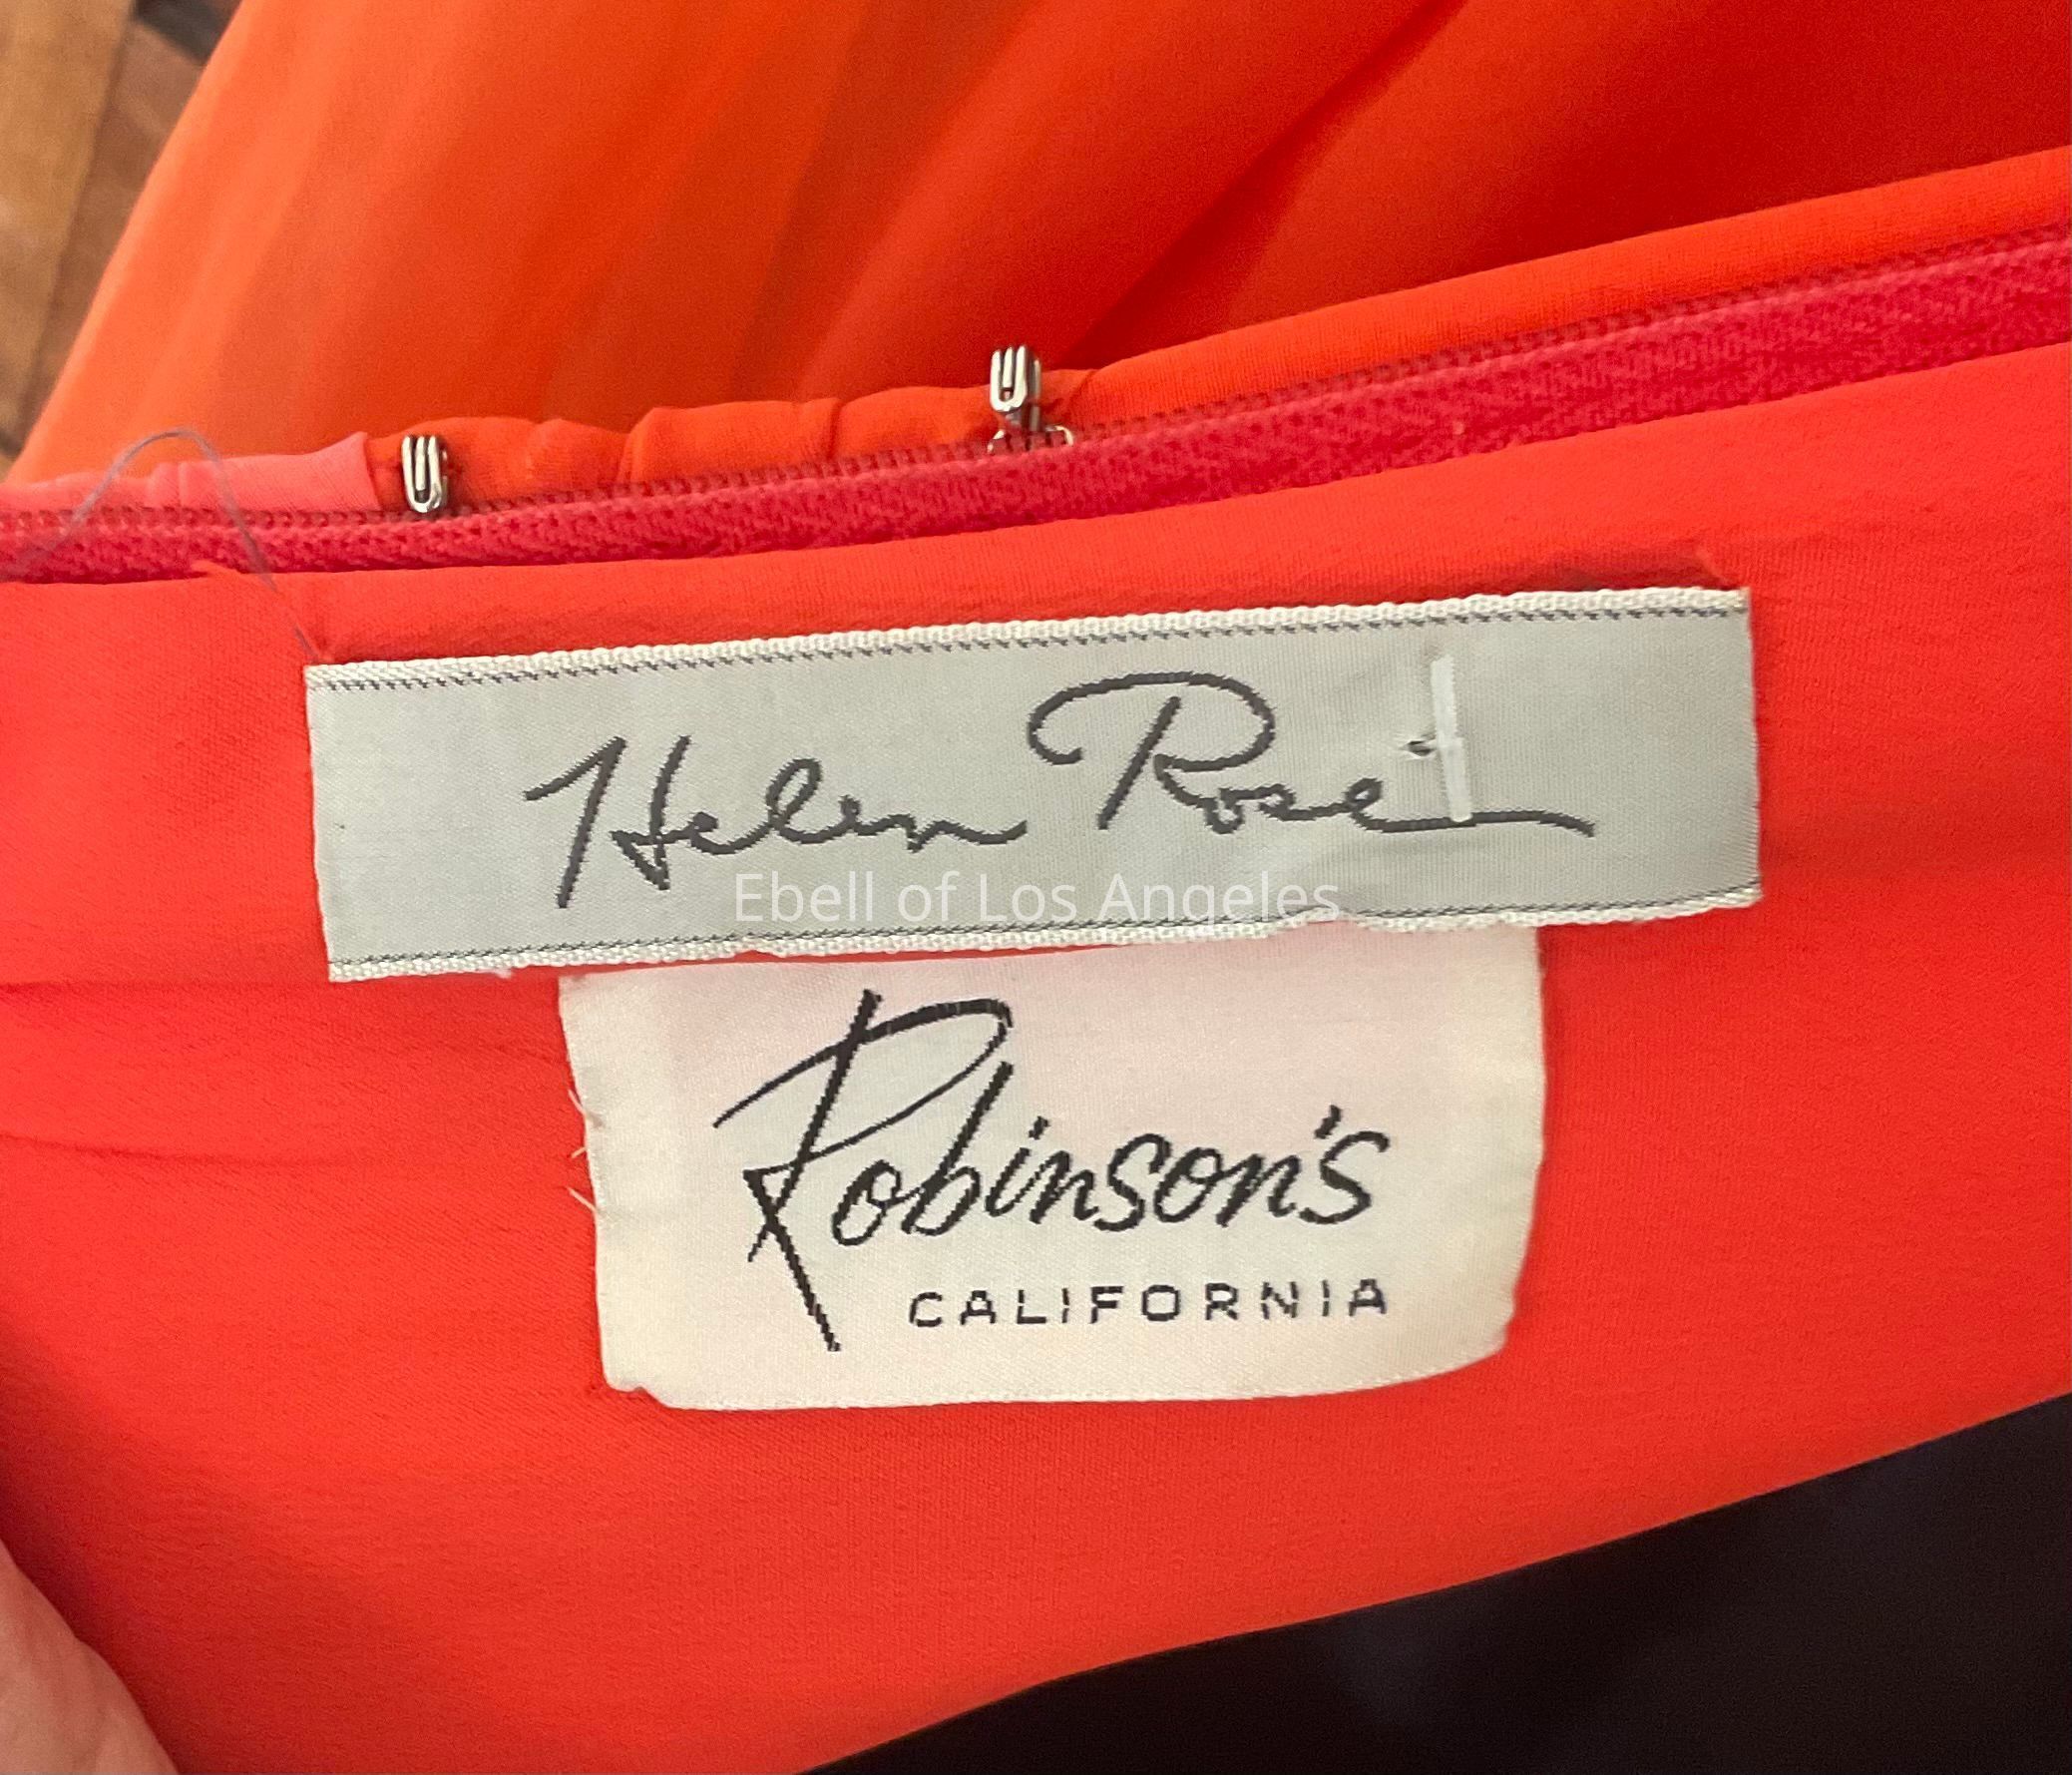 Helen Rose
Ebell of Los Angeles
Robinson's
CALIFORNIA